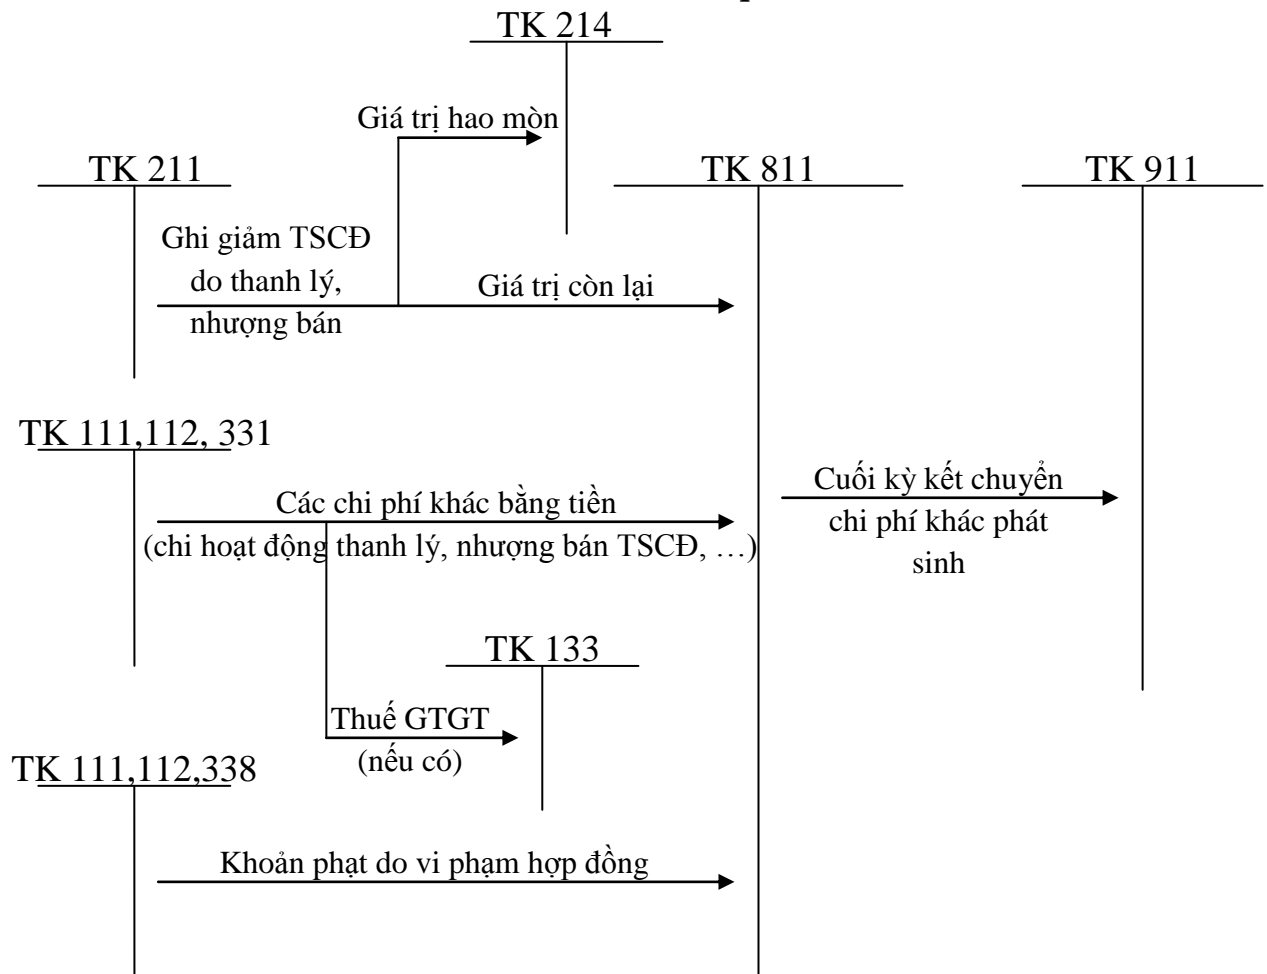 TK 214
Giá trị hao mòn
TK 211
TK 811
TK 911
Ghi giảm TSCĐ
do thanh lý,
nhượng bán
Giá trị còn lại
TK 111,112, 331
Các chi phí khác bằng tiền
(chi hoạt động thanh lý, nhượng bán TSCĐ, …)
Cuối kỳ kết chuyển
chi phí khác phát
sinh
TK 133
Thuế GTGT
(nếu có)
TK 111,112,338
Khoản phạt do vi phạm hợp đồng